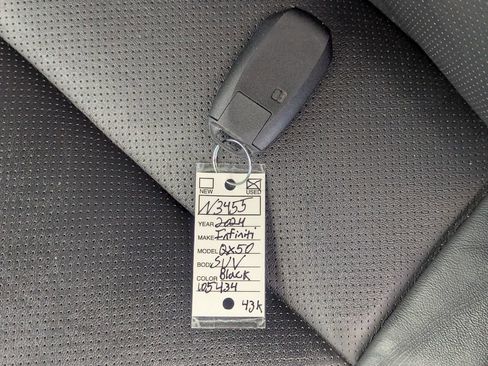 NEW USED
N3455
YEAR 2024
MAKE Infiniti
MODEL QX50
BODY SUV
COLOR Black
105434
43K